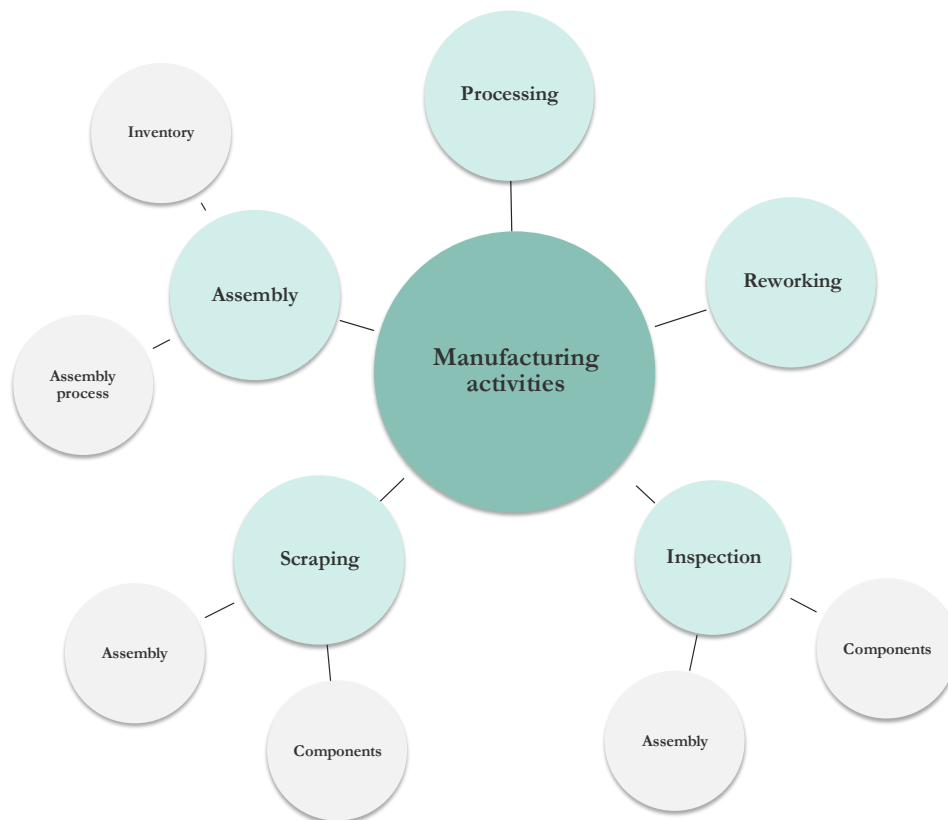 Processing
Inventory
Reworking
Assembly
Manufacturing
activities
Assembly
process
Scraping
Inspection
Assembly
Components
Components
Assembly